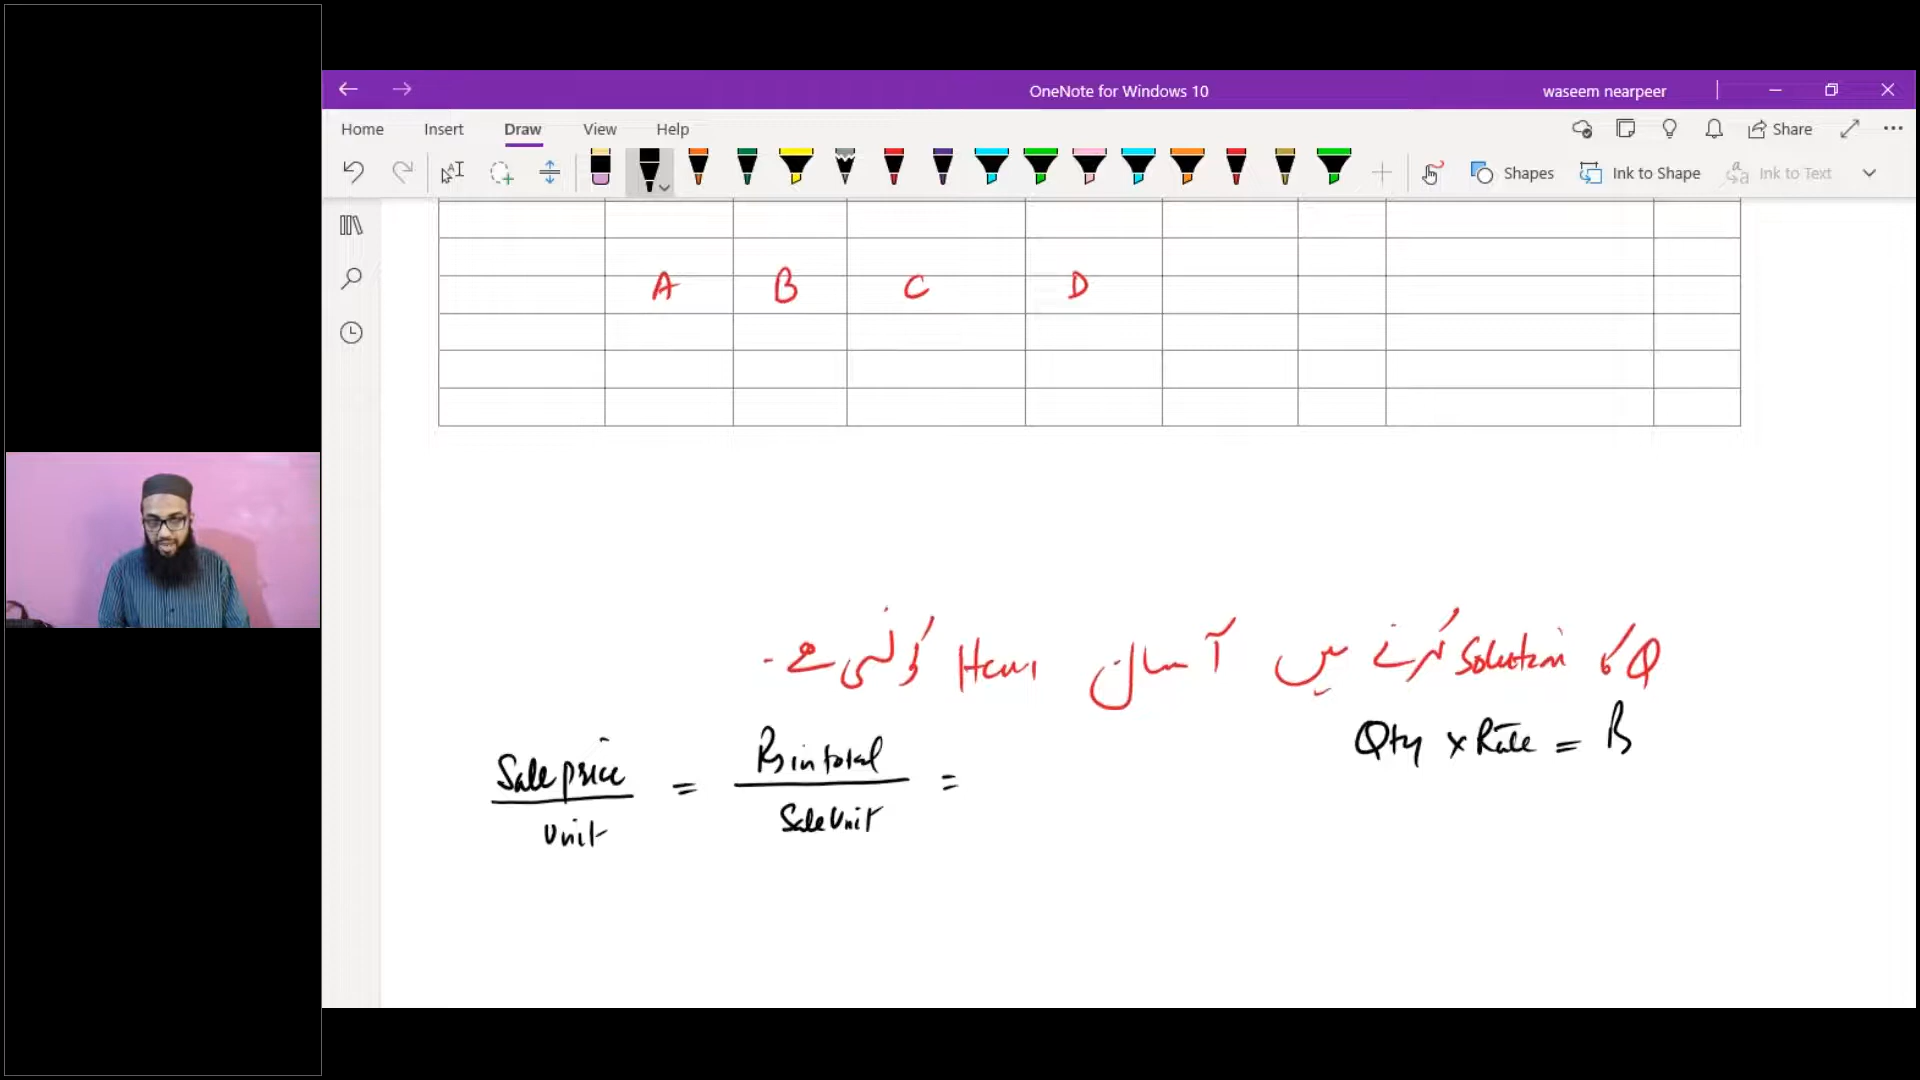 OneNote for Windows 10
waseem nearpeer
Home Insert Draw View Help
Share
Shapes Ink to Shape Ink to Text
A B C D
Q کا Solution کرنے میں آسان Item کونسی ہے -
Qty x Rate = Rs
Sale price / Unit = Rs in total / Sale Unit =